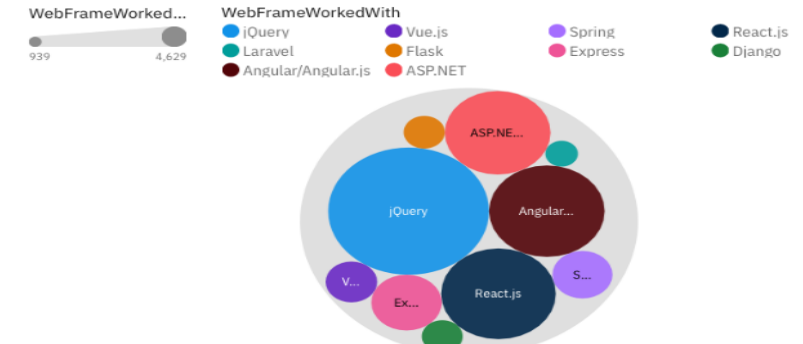 WebFrameWorked...
939 4,629
WebFrameWorkedWith
jQuery Vue.js Spring React.js
Laravel Flask Express Django
Angular/Angular.js ASP.NET
ASP.NE...
jQuery
Angular...
V...
Ex...
React.js
S...